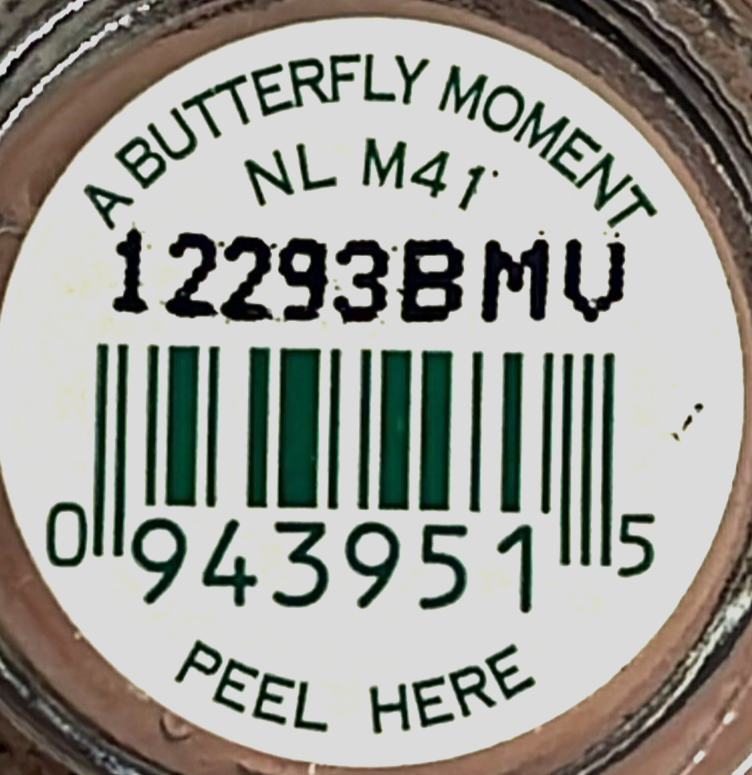 A BUTTERFLY MOMENT
NL M41
12293BMV
0 943951 5
PEEL HERE